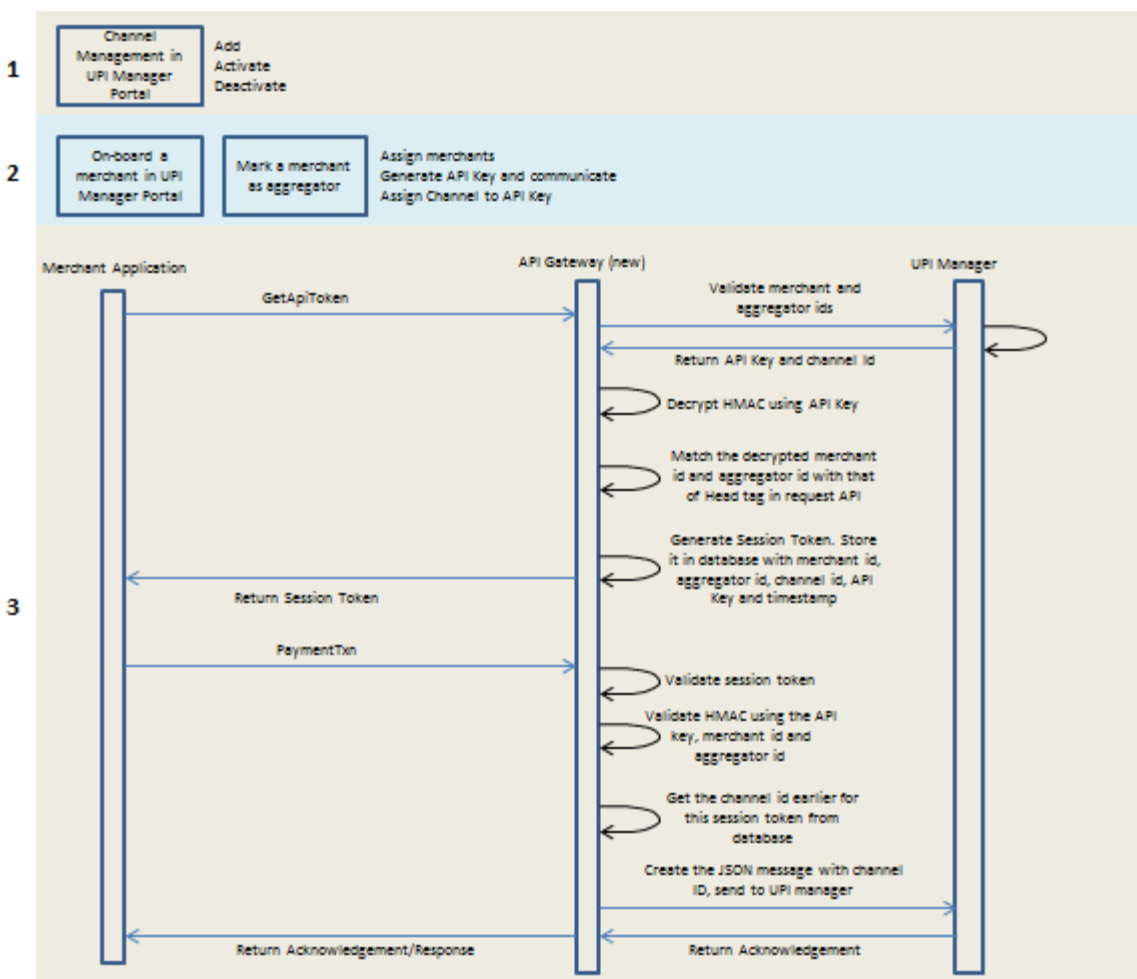 1
Channel
Management in
UPI Manager
Portal
Add
Activate
Deactivate
2
On-board a
merchant in UPI
Manager Portal
Mark a merchant
as aggregator
Assign merchants
Generate API Key and communicate
Assign Channel to API Key
3
Merchant Application
API Gateway (new)
UPI Manager
GetApiToken
Validate merchant and
aggregator ids
Return API Key and channel Id
Decrypt HMAC using API Key
Match the decrypted merchant
id and aggregator id with that
of Head tag in request API
Generate Session Token. Store
it in database with merchant id,
aggregator id, channel id, API
Key and timestamp
Return Session Token
PaymentTxn
Validate session token
Validate HMAC using the API
key, merchant id and
aggregator id
Get the channel id earlier for
this session token from
database
Create the JSON message with channel
ID, send to UPI manager
Return Acknowledgement/Response
Return Acknowledgement